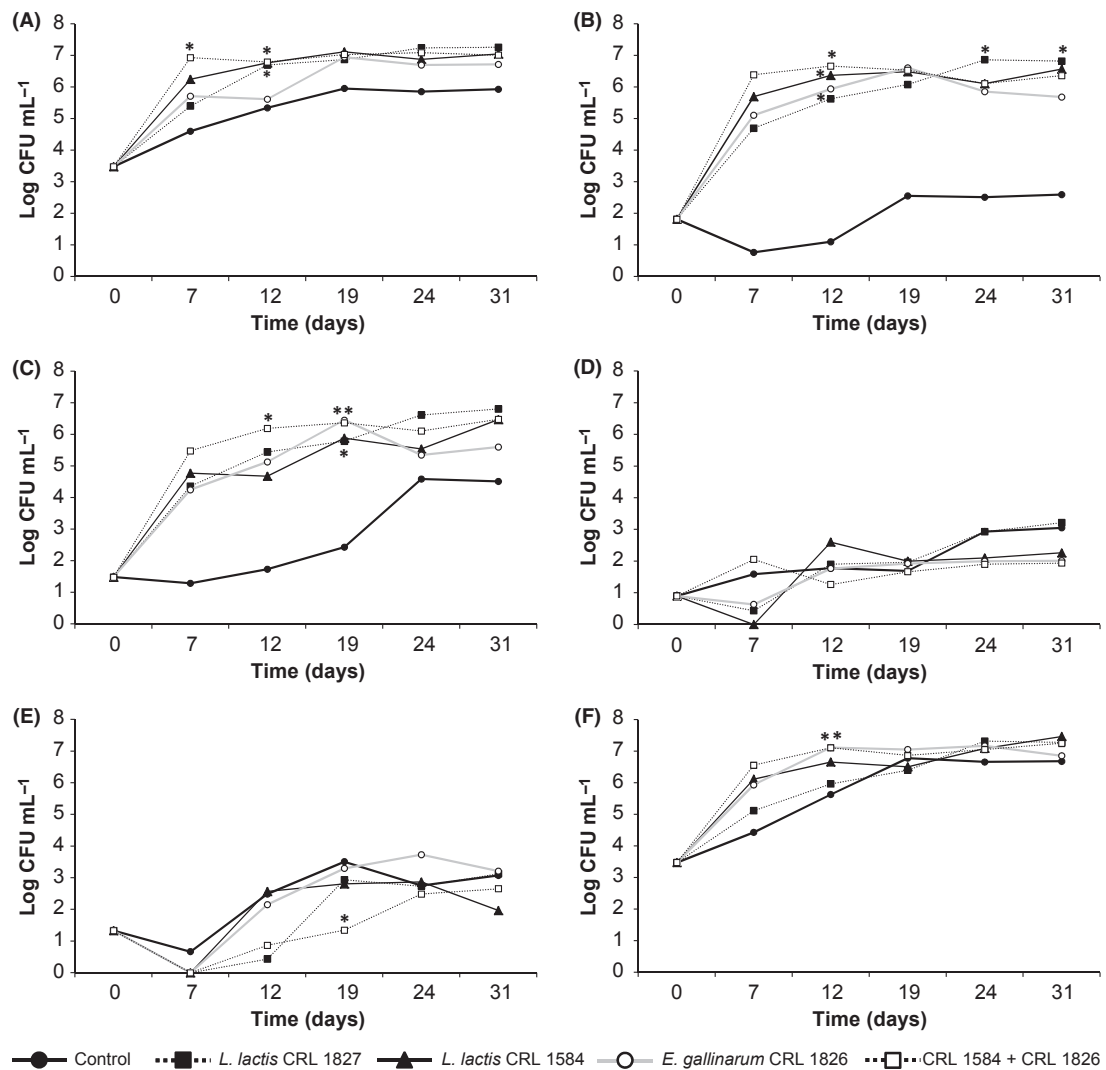 (A)
8
7
6
5
4
3
2
1
0
Log CFU mL⁻¹
* * *
0 7 12 19 24 31
Time (days)
(B)
8
7
6
5
4
3
2
1
0
Log CFU mL⁻¹
* * * * *
0 7 12 19 24 31
Time (days)
(C)
8
7
6
5
4
3
2
1
0
Log CFU mL⁻¹
* ** *
0 7 12 19 24 31
Time (days)
(D)
8
7
6
5
4
3
2
1
0
Log CFU mL⁻¹
0 7 12 19 24 31
Time (days)
(E)
8
7
6
5
4
3
2
1
0
Log CFU mL⁻¹
*
0 7 12 19 24 31
Time (days)
(F)
8
7
6
5
4
3
2
1
0
Log CFU mL⁻¹
**
0 7 12 19 24 31
Time (days)
Control L. lactis CRL 1827 L. lactis CRL 1584 E. gallinarum CRL 1826 CRL 1584 + CRL 1826